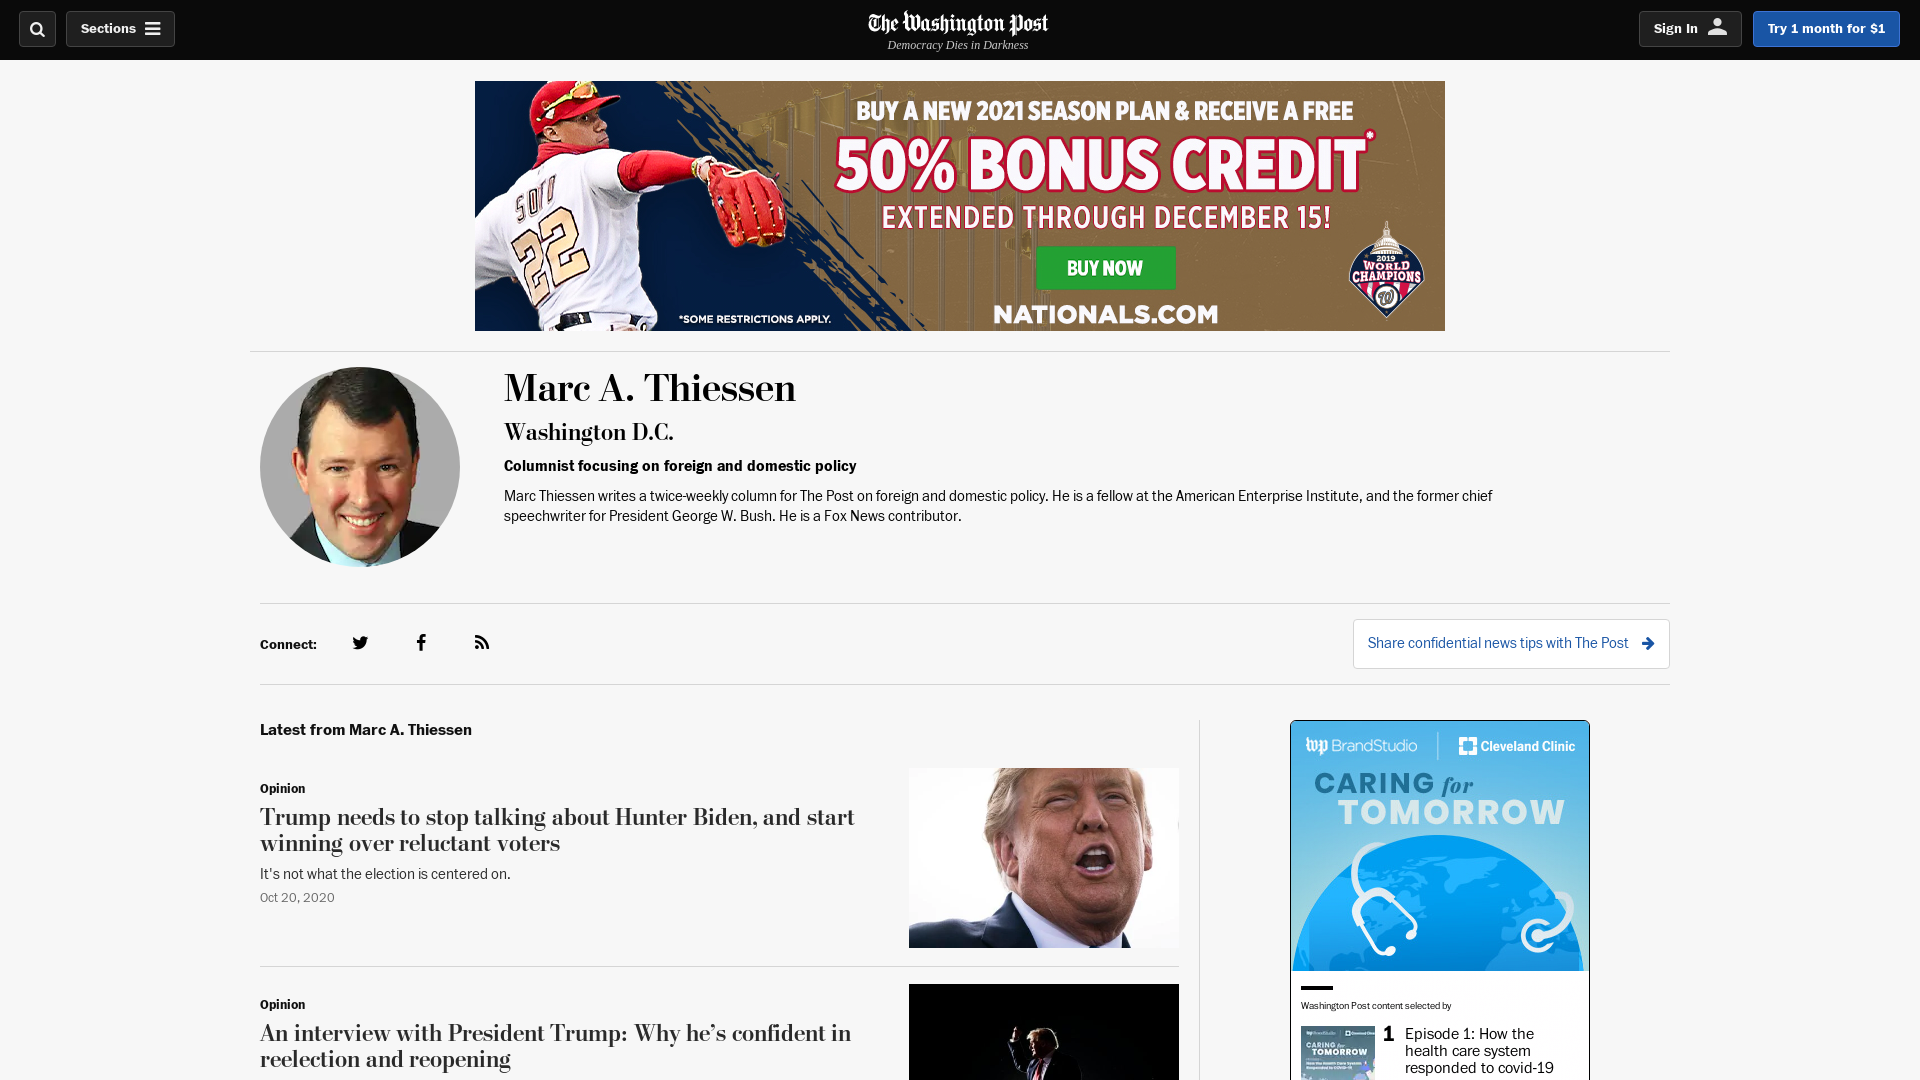 Sections
The Washington Post
Democracy Dies in Darkness
Sign In
Try 1 month for $1
BUY A NEW 2021 SEASON PLAN & RECEIVE A FREE
50% BONUS CREDIT*
EXTENDED THROUGH DECEMBER 15!
BUY NOW
NATIONALS.COM
*SOME RESTRICTIONS APPLY.
SOTO
22
2019
WORLD
CHAMPIONS
W
Marc A. Thiessen
Washington D.C.
Columnist focusing on foreign and domestic policy
Marc Thiessen writes a twice-weekly column for The Post on foreign and domestic policy. He is a fellow at the American Enterprise Institute, and the former chief
speechwriter for President George W. Bush. He is a Fox News contributor.
Connect:
Share confidential news tips with The Post
Latest from Marc A. Thiessen
Opinion
Trump needs to stop talking about Hunter Biden, and start
winning over reluctant voters
It's not what the election is centered on.
Oct 20, 2020
Opinion
An interview with President Trump: Why he’s confident in
reelection and reopening
wp BrandStudio
Cleveland Clinic
CARING for
TOMORROW
Washington Post content selected by
CARING for
TOMORROW
1
Episode 1: How the
health care system
responded to covid-19